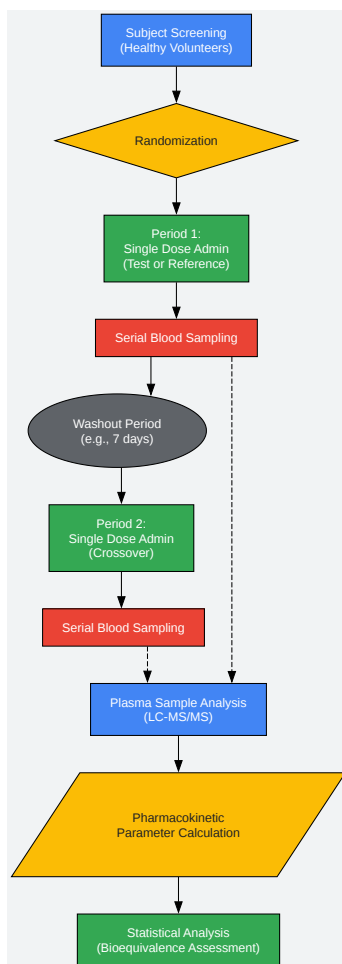 Subject Screening
(Healthy Volunteers)
Randomization
Period 1:
Single Dose Admin
(Test or Reference)
Serial Blood Sampling
Washout Period
(e.g., 7 days)
Period 2:
Single Dose Admin
(Crossover)
Serial Blood Sampling
Plasma Sample Analysis
(LC-MS/MS)
Pharmacokinetic
Parameter Calculation
Statistical Analysis
(Bioequivalence Assessment)